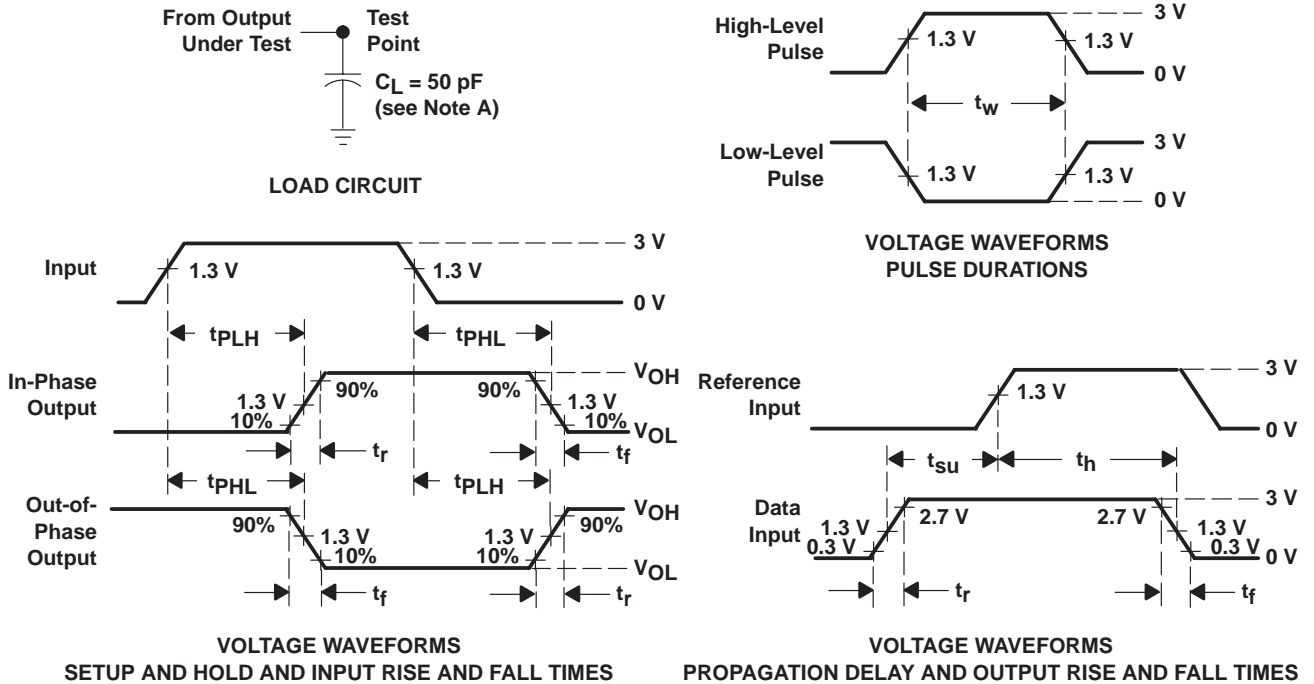 From Output
Under Test
Test
Point
CL = 50 pF
(see Note A)
LOAD CIRCUIT
High-Level
Pulse
1.3 V
1.3 V
3 V
0 V
tw
Low-Level
Pulse
1.3 V
1.3 V
3 V
0 V
VOLTAGE WAVEFORMS
PULSE DURATIONS
Input
1.3 V
1.3 V
3 V
0 V
tPLH
tPHL
In-Phase
Output
1.3 V
10%
90%
90%
1.3 V
10%
VOH
VOL
tr
tf
tPHL
tPLH
Out-of-
Phase
Output
90%
1.3 V
10%
1.3 V
10%
90%
VOH
VOL
tf
tr
VOLTAGE WAVEFORMS
SETUP AND HOLD AND INPUT RISE AND FALL TIMES
Reference
Input
1.3 V
3 V
0 V
tsu
th
Data
Input
1.3 V
0.3 V
2.7 V
2.7 V
1.3 V
0.3 V
3 V
0 V
tr
tf
VOLTAGE WAVEFORMS
PROPAGATION DELAY AND OUTPUT RISE AND FALL TIMES